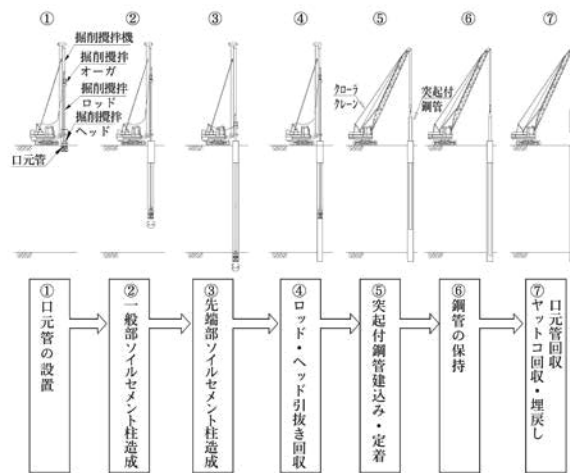 ① ② ③ ④ ⑤ ⑥ ⑦
掘削攪拌機
掘削攪拌
オーガ
掘削攪拌
ロッド
掘削攪拌
ヘッド
口元管
クローラ
クレーン
突起付
鋼管
①口元管の設置
②一般部ソイルセメント柱造成
③先端部ソイルセメント柱造成
④ロッド・ヘッド引抜き回収
⑤突起付鋼管建込み・定着
⑥鋼管の保持
⑦口元管回収
ヤットコ回収・埋戻し